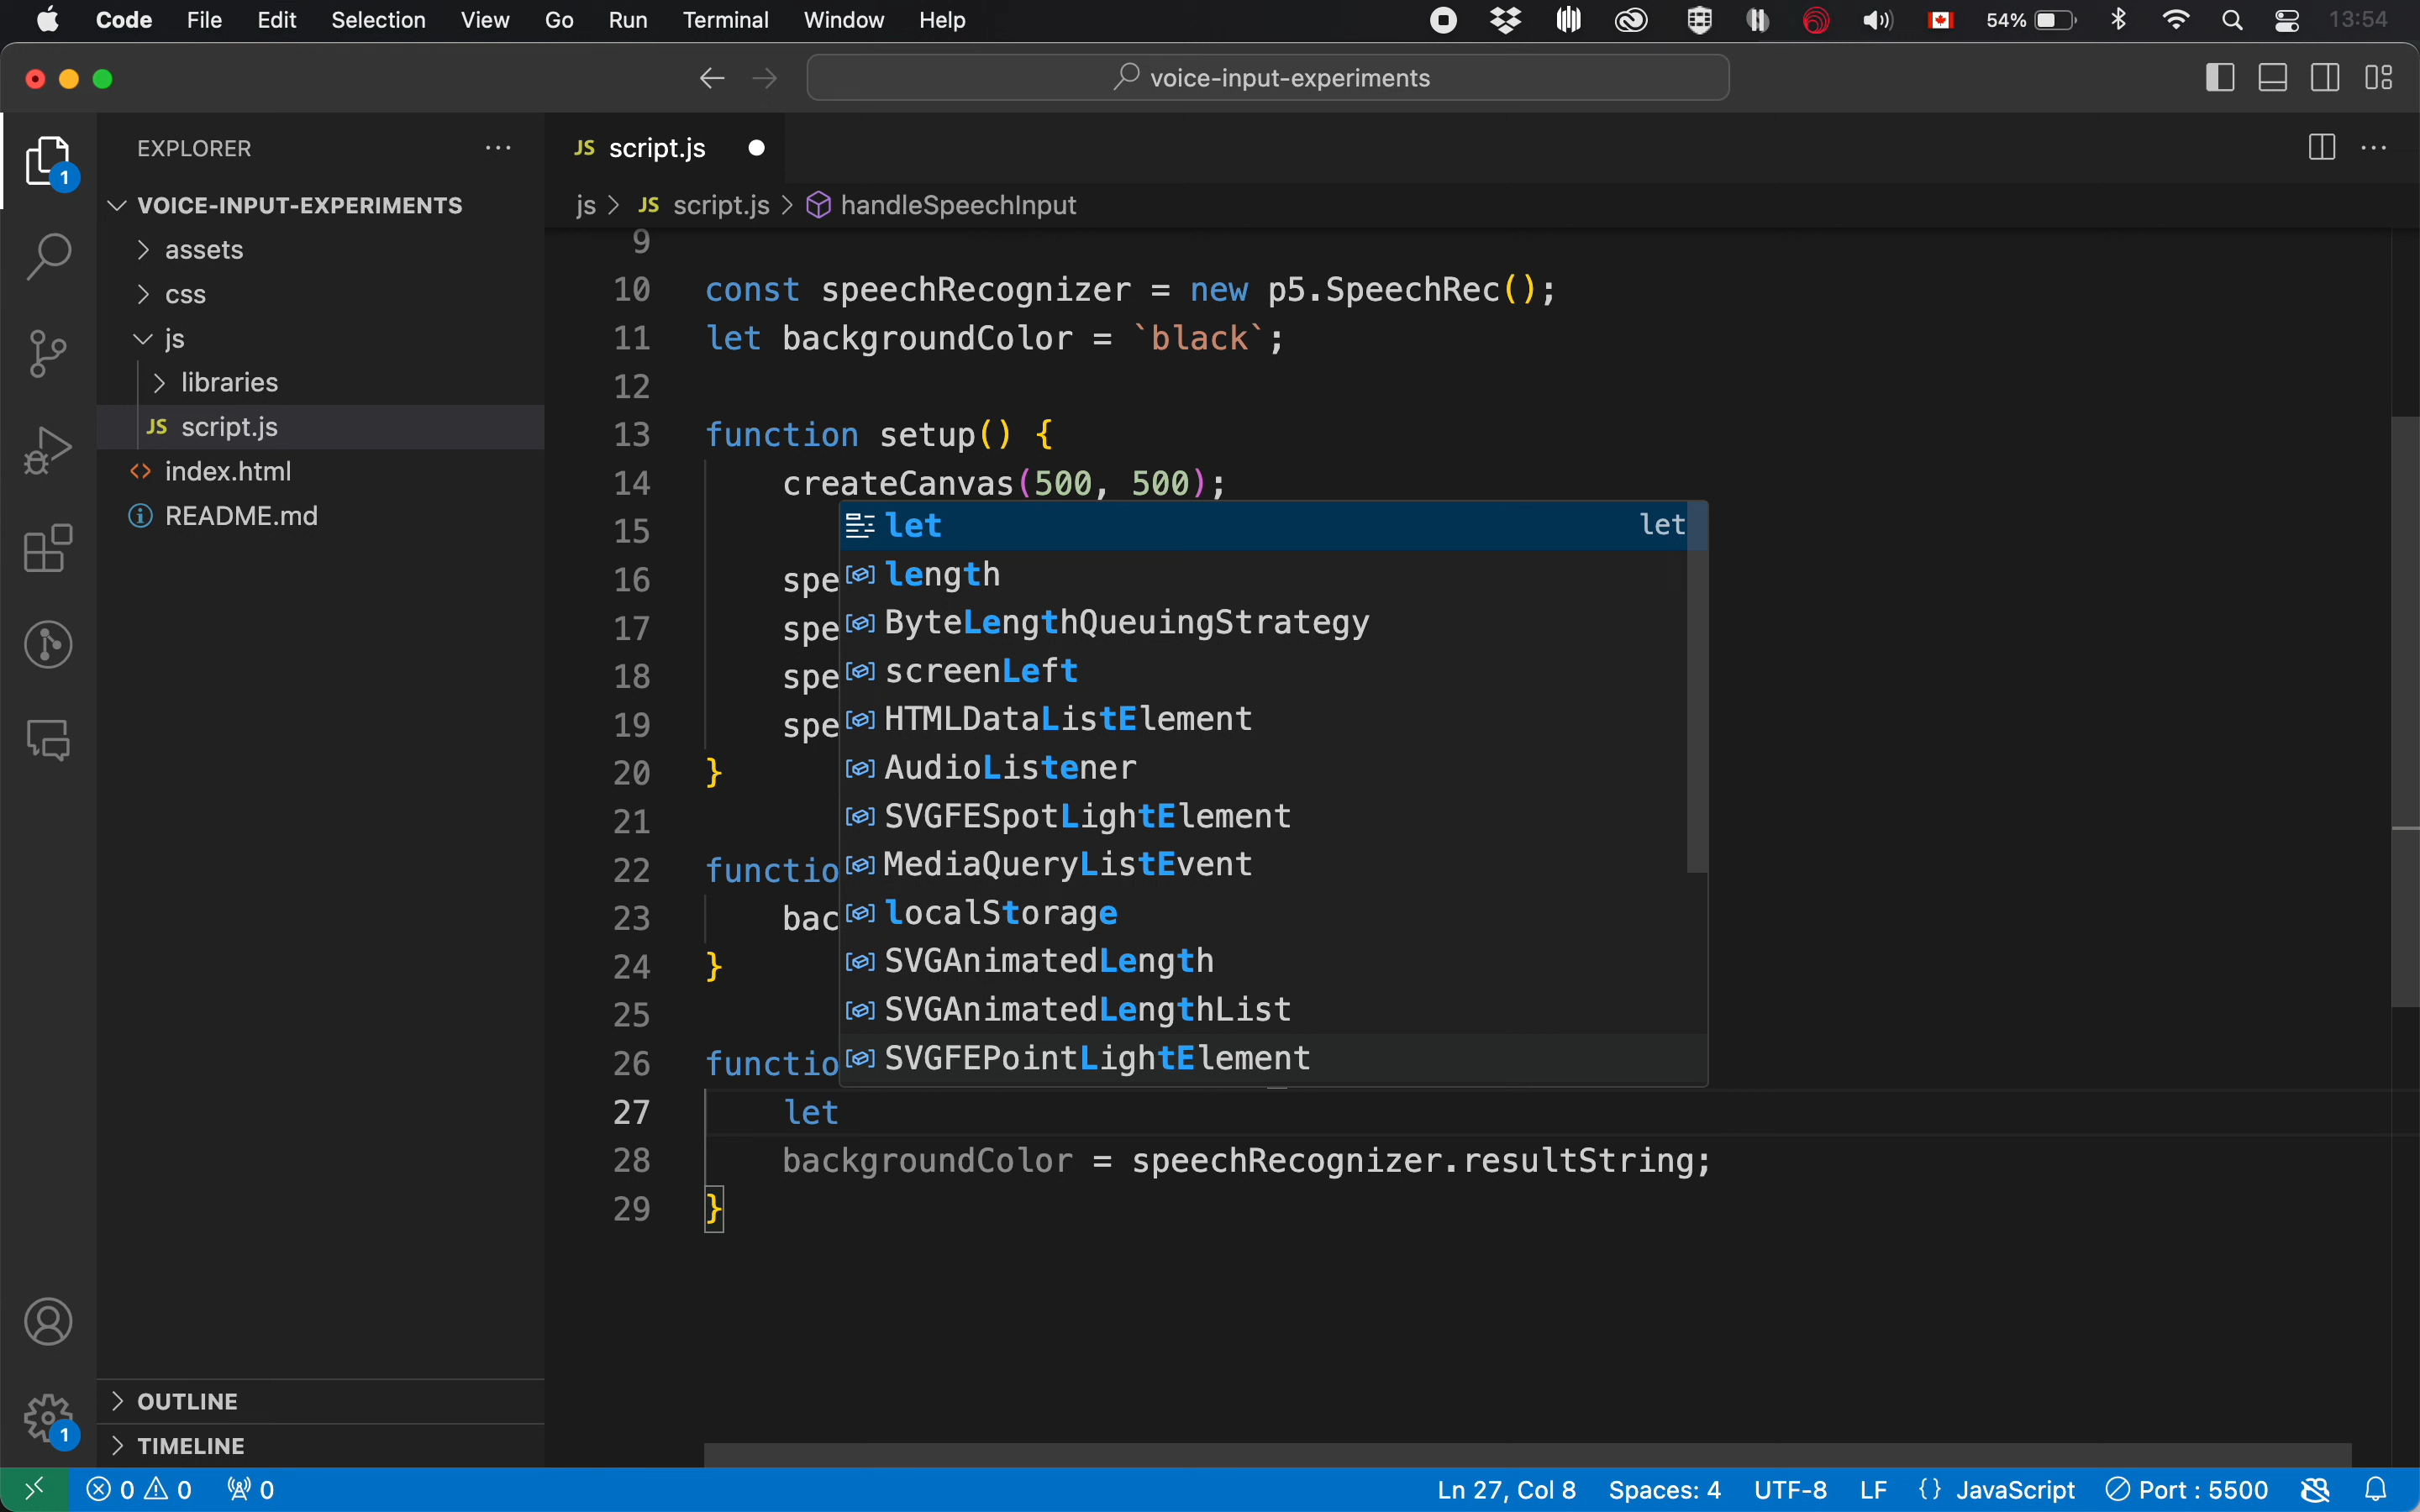 Code File Edit Selection View Go Run Terminal Window Help 54% 13:54
voice-input-experiments
EXPLORER
1
VOICE-INPUT-EXPERIMENTS
assets
css
js
libraries
JS script.js
index.html
README.md
OUTLINE
TIMELINE
1
JS script.js
js > JS script.js > handleSpeechInput
9
10 const speechRecognizer = new p5.SpeechRec();
11 let backgroundColor = `black`;
12
13 function setup() {
14 createCanvas(500, 500);
15
16 spe
17 spe
18 spe
19 spe
20 }
21
22 functio
23 bac
24 }
25
26 functio
27 let
28 backgroundColor = speechRecognizer.resultString;
29 }
let let
length
ByteLengthQueuingStrategy
screenLeft
HTMLDataListElement
AudioListener
SVGFESpotLightElement
MediaQueryListEvent
localStorage
SVGAnimatedLength
SVGAnimatedLengthList
SVGFEPointLightElement
0 0 0 Ln 27, Col 8 Spaces: 4 UTF-8 LF {} JavaScript Port : 5500